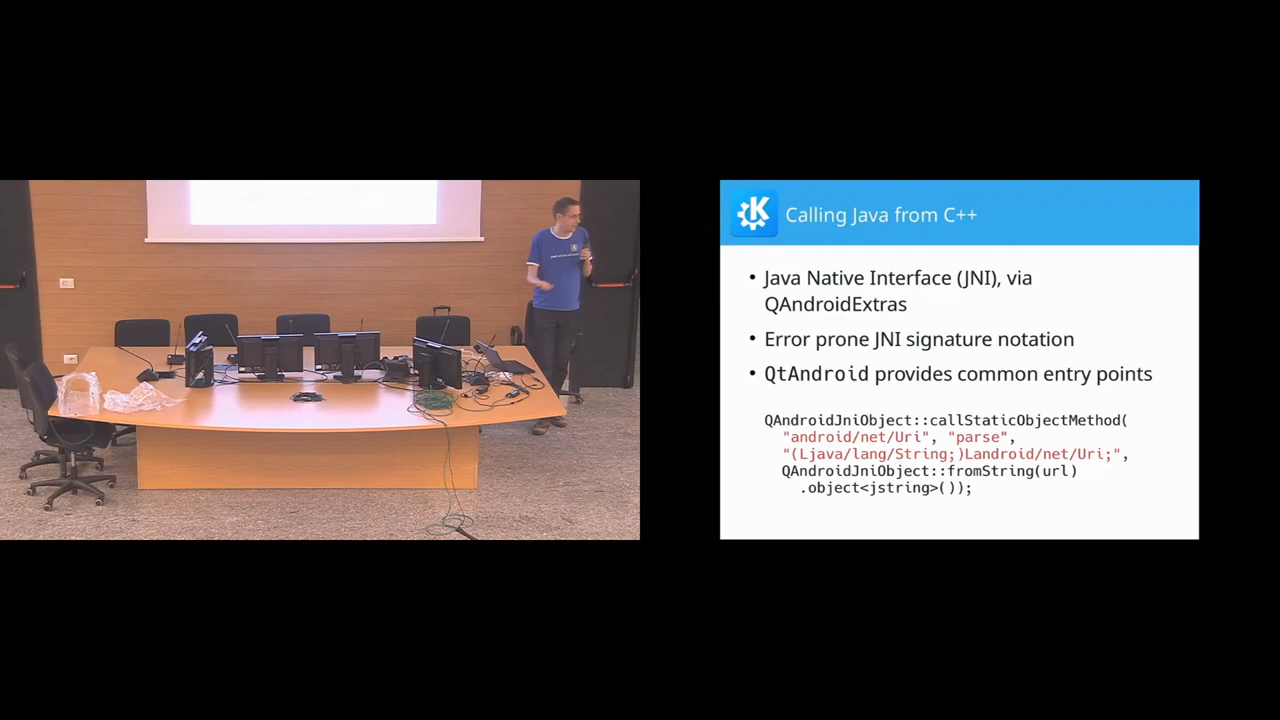 Calling Java from C++
• Java Native Interface (JNI), via
QAndroidExtras
• Error prone JNI signature notation
• QtAndroid provides common entry points
QAndroidJniObject::callStaticObjectMethod(
"android/net/Uri", "parse",
"(Ljava/lang/String;)Landroid/net/Uri;",
QAndroidJniObject::fromString(url)
.object<jstring>());